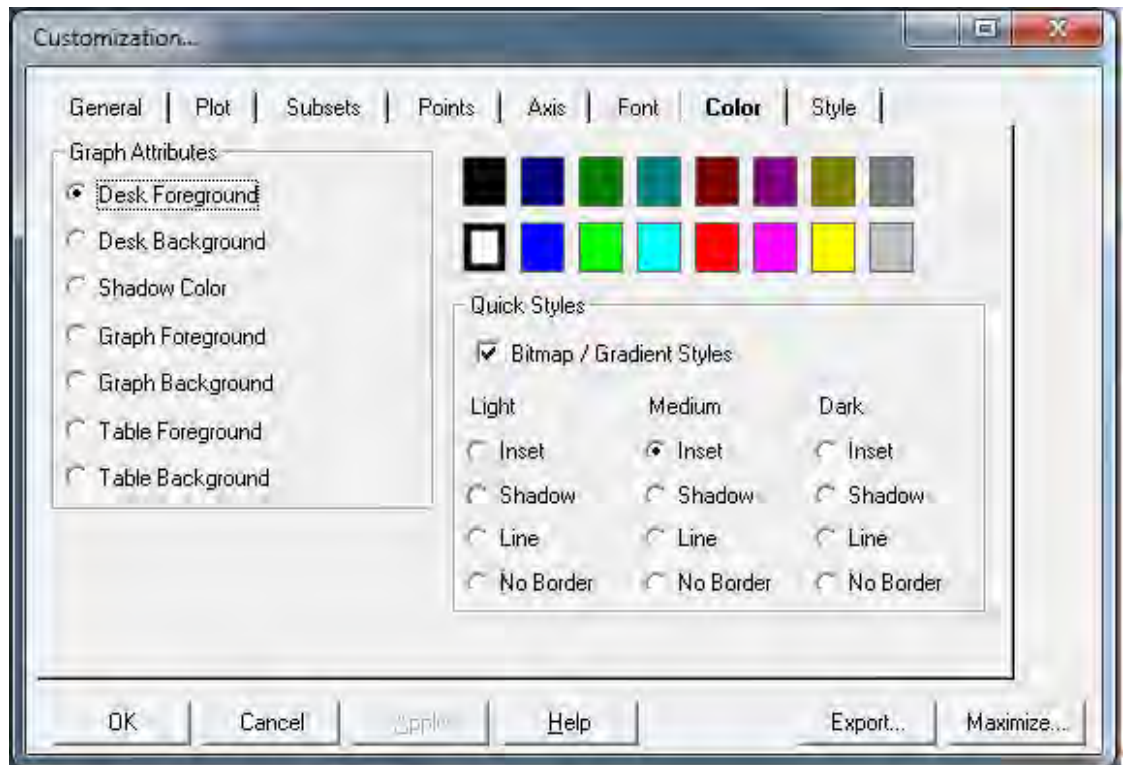 Customization...
General | Plot | Subsets | Points | Axis | Font | Color | Style |
Graph Attributes
Desk Foreground
Desk Background
Shadow Color
Graph Foreground
Graph Background
Table Foreground
Table Background
Quick Styles
Bitmap / Gradient Styles
Light Medium Dark
Inset Inset Inset
Shadow Shadow Shadow
Line Line Line
No Border No Border No Border
OK Cancel Apply Help Export... Maximize...